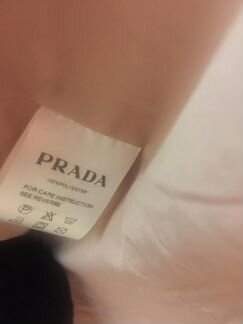 PRADA
100%POLYESTER
FOR CARE INSTRUCTION
SEE REVERSE